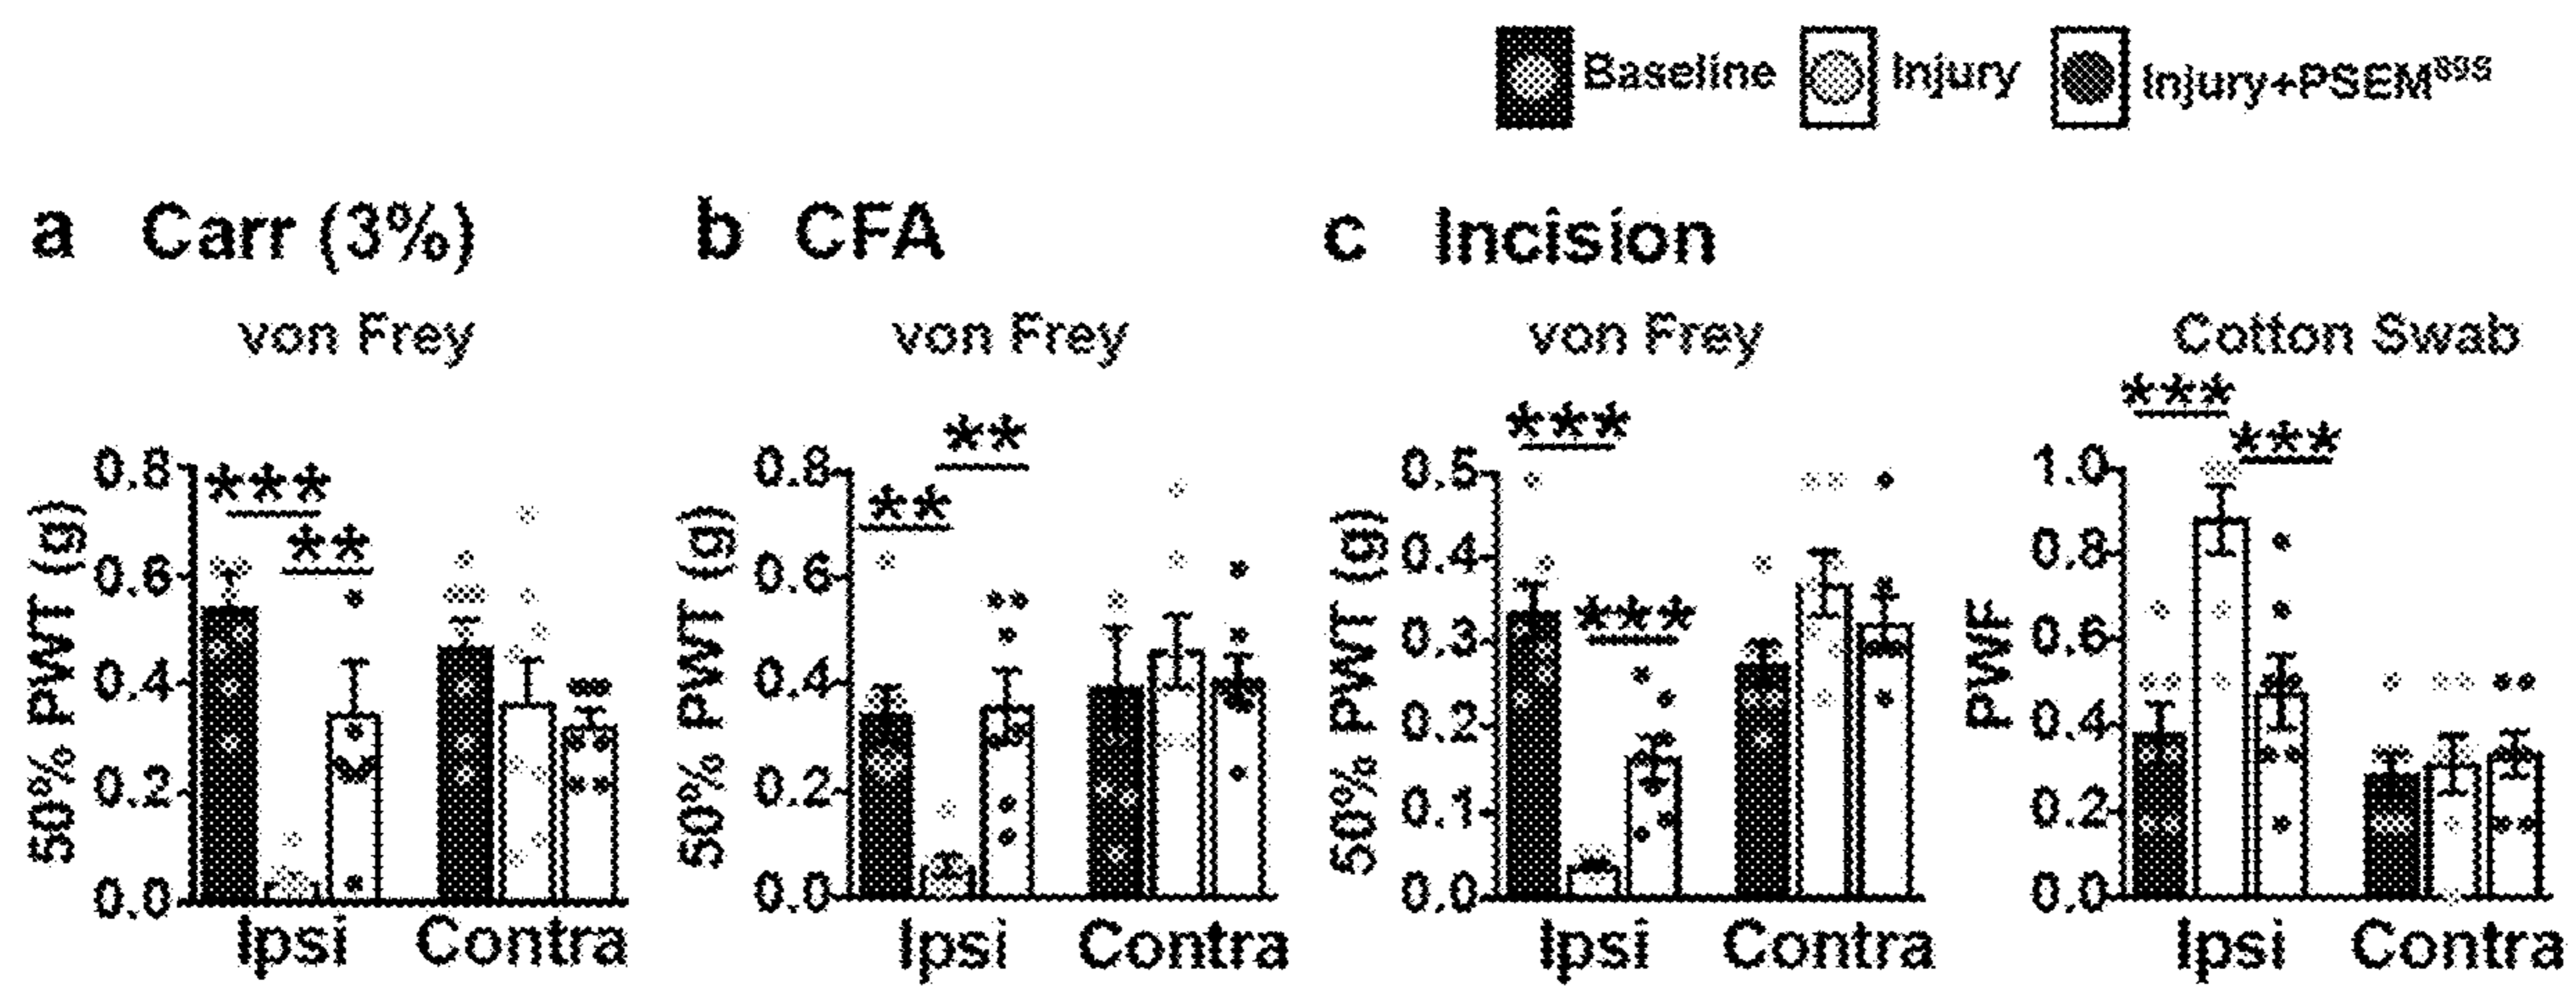 Baseline Injury Injury+PSEM⁸⁹⁸
a Carr (3%) b CFA c Incision
von Frey von Frey von Frey Cotton Swab
50% PWT (g)
0.8
0.6
0.4
0.2
0.0
***
**
Ipsi Contra
50% PWT (g)
0.8
0.6
0.4
0.2
0.0
**
**
Ipsi Contra
50% PWT (g)
0.5
0.4
0.3
0.2
0.1
0.0
***
***
Ipsi Contra
PWF
1.0
0.8
0.6
0.4
0.2
0.0
***
***
Ipsi Contra